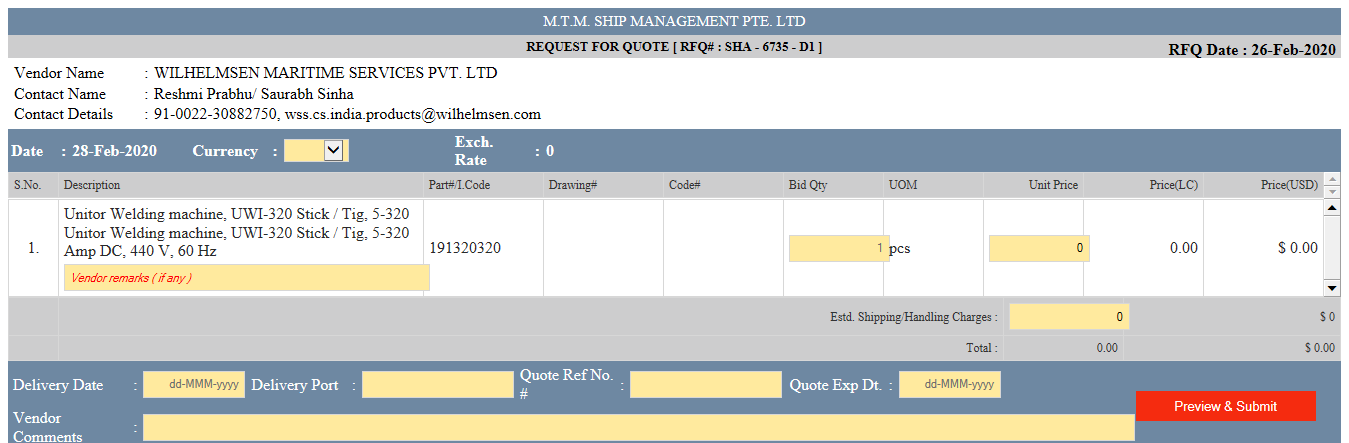 M.T.M. SHIP MANAGEMENT PTE. LTD
REQUEST FOR QUOTE [ RFQ# : SHA - 6735 - D1 ]
RFQ Date : 26-Feb-2020
Vendor Name : WILHELMSEN MARITIME SERVICES PVT. LTD
Contact Name : Reshmi Prabhu/ Saurabh Sinha
Contact Details : 91-0022-30882750, wss.cs.india.products@wilhelmsen.com
Date : 28-Feb-2020 Currency : Exch. Rate : 0
S.No. Description Part#/I.Code Drawing# Code# Bid Qty UOM Unit Price Price(LC) Price(USD)
Unitor Welding machine, UWI-320 Stick / Tig, 5-320
Unitor Welding machine, UWI-320 Stick / Tig, 5-320
1. Amp DC, 440 V, 60 Hz 191320320 1 pcs 0 0.00 $ 0.00
Vendor remarks ( if any )
Estd. Shipping/Handling Charges : 0 $ 0
Total : 0.00 $ 0.00
Delivery Date : dd-MMM-yyyy Delivery Port : Quote Ref No. # : Quote Exp Dt. : dd-MMM-yyyy
Preview & Submit
Vendor Comments :